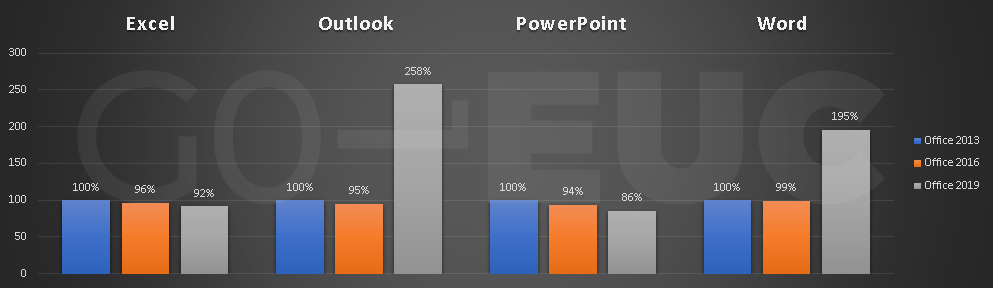 Excel Outlook PowerPoint Word
300
250
200
150
100
50
0
100% 96% 92%
100% 95% 258%
100% 94% 86%
100% 99% 195%
Office 2013
Office 2016
Office 2019
GO EUC